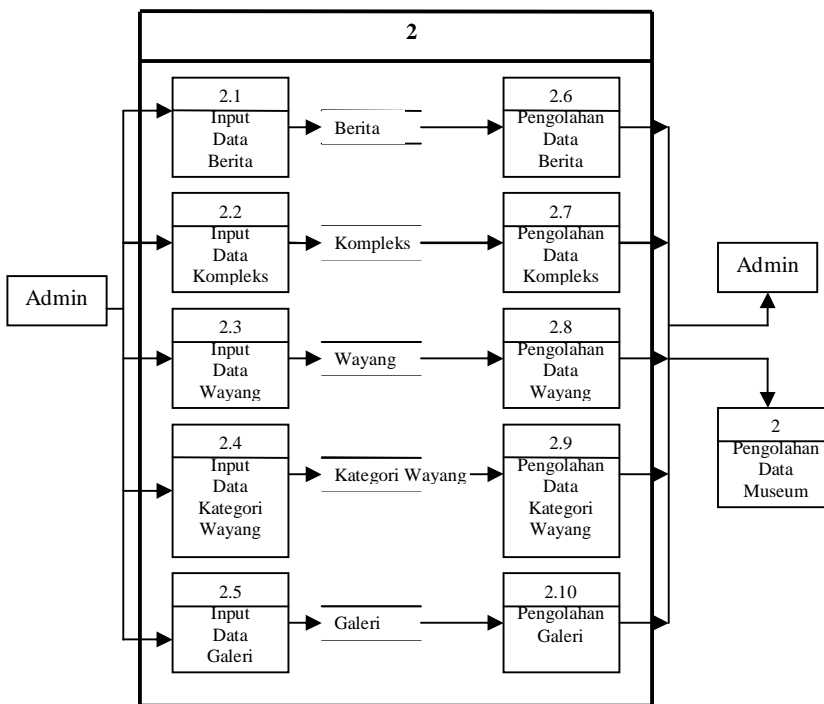 2
2.1
Input
Data
Berita
Berita
2.6
Pengolahan
Data
Berita
2.2
Input
Data
Kompleks
Kompleks
2.7
Pengolahan
Data
Kompleks
Admin
Admin
2.3
Input
Data
Wayang
Wayang
2.8
Pengolahan
Data
Wayang
2.4
Input
Data
Kategori
Wayang
Kategori Wayang
2.9
Pengolahan
Data
Kategori
Wayang
2
Pengolahan
Data
Museum
2.5
Input
Data
Galeri
Galeri
2.10
Pengolahan
Galeri